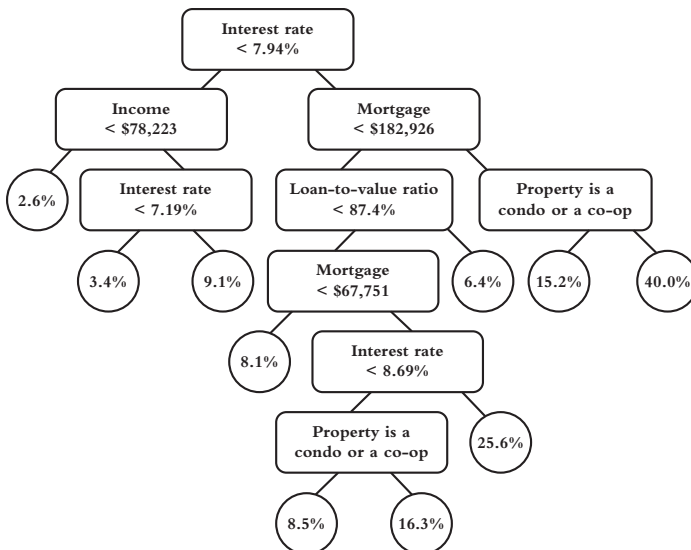 Interest rate
< 7.94%
Income
< $78,223
Mortgage
< $182,926
2.6%
Interest rate
< 7.19%
Loan-to-value ratio
< 87.4%
Property is a
condo or a co-op
3.4%
9.1%
Mortgage
< $67,751
6.4%
15.2%
40.0%
8.1%
Interest rate
< 8.69%
Property is a
condo or a co-op
25.6%
8.5%
16.3%